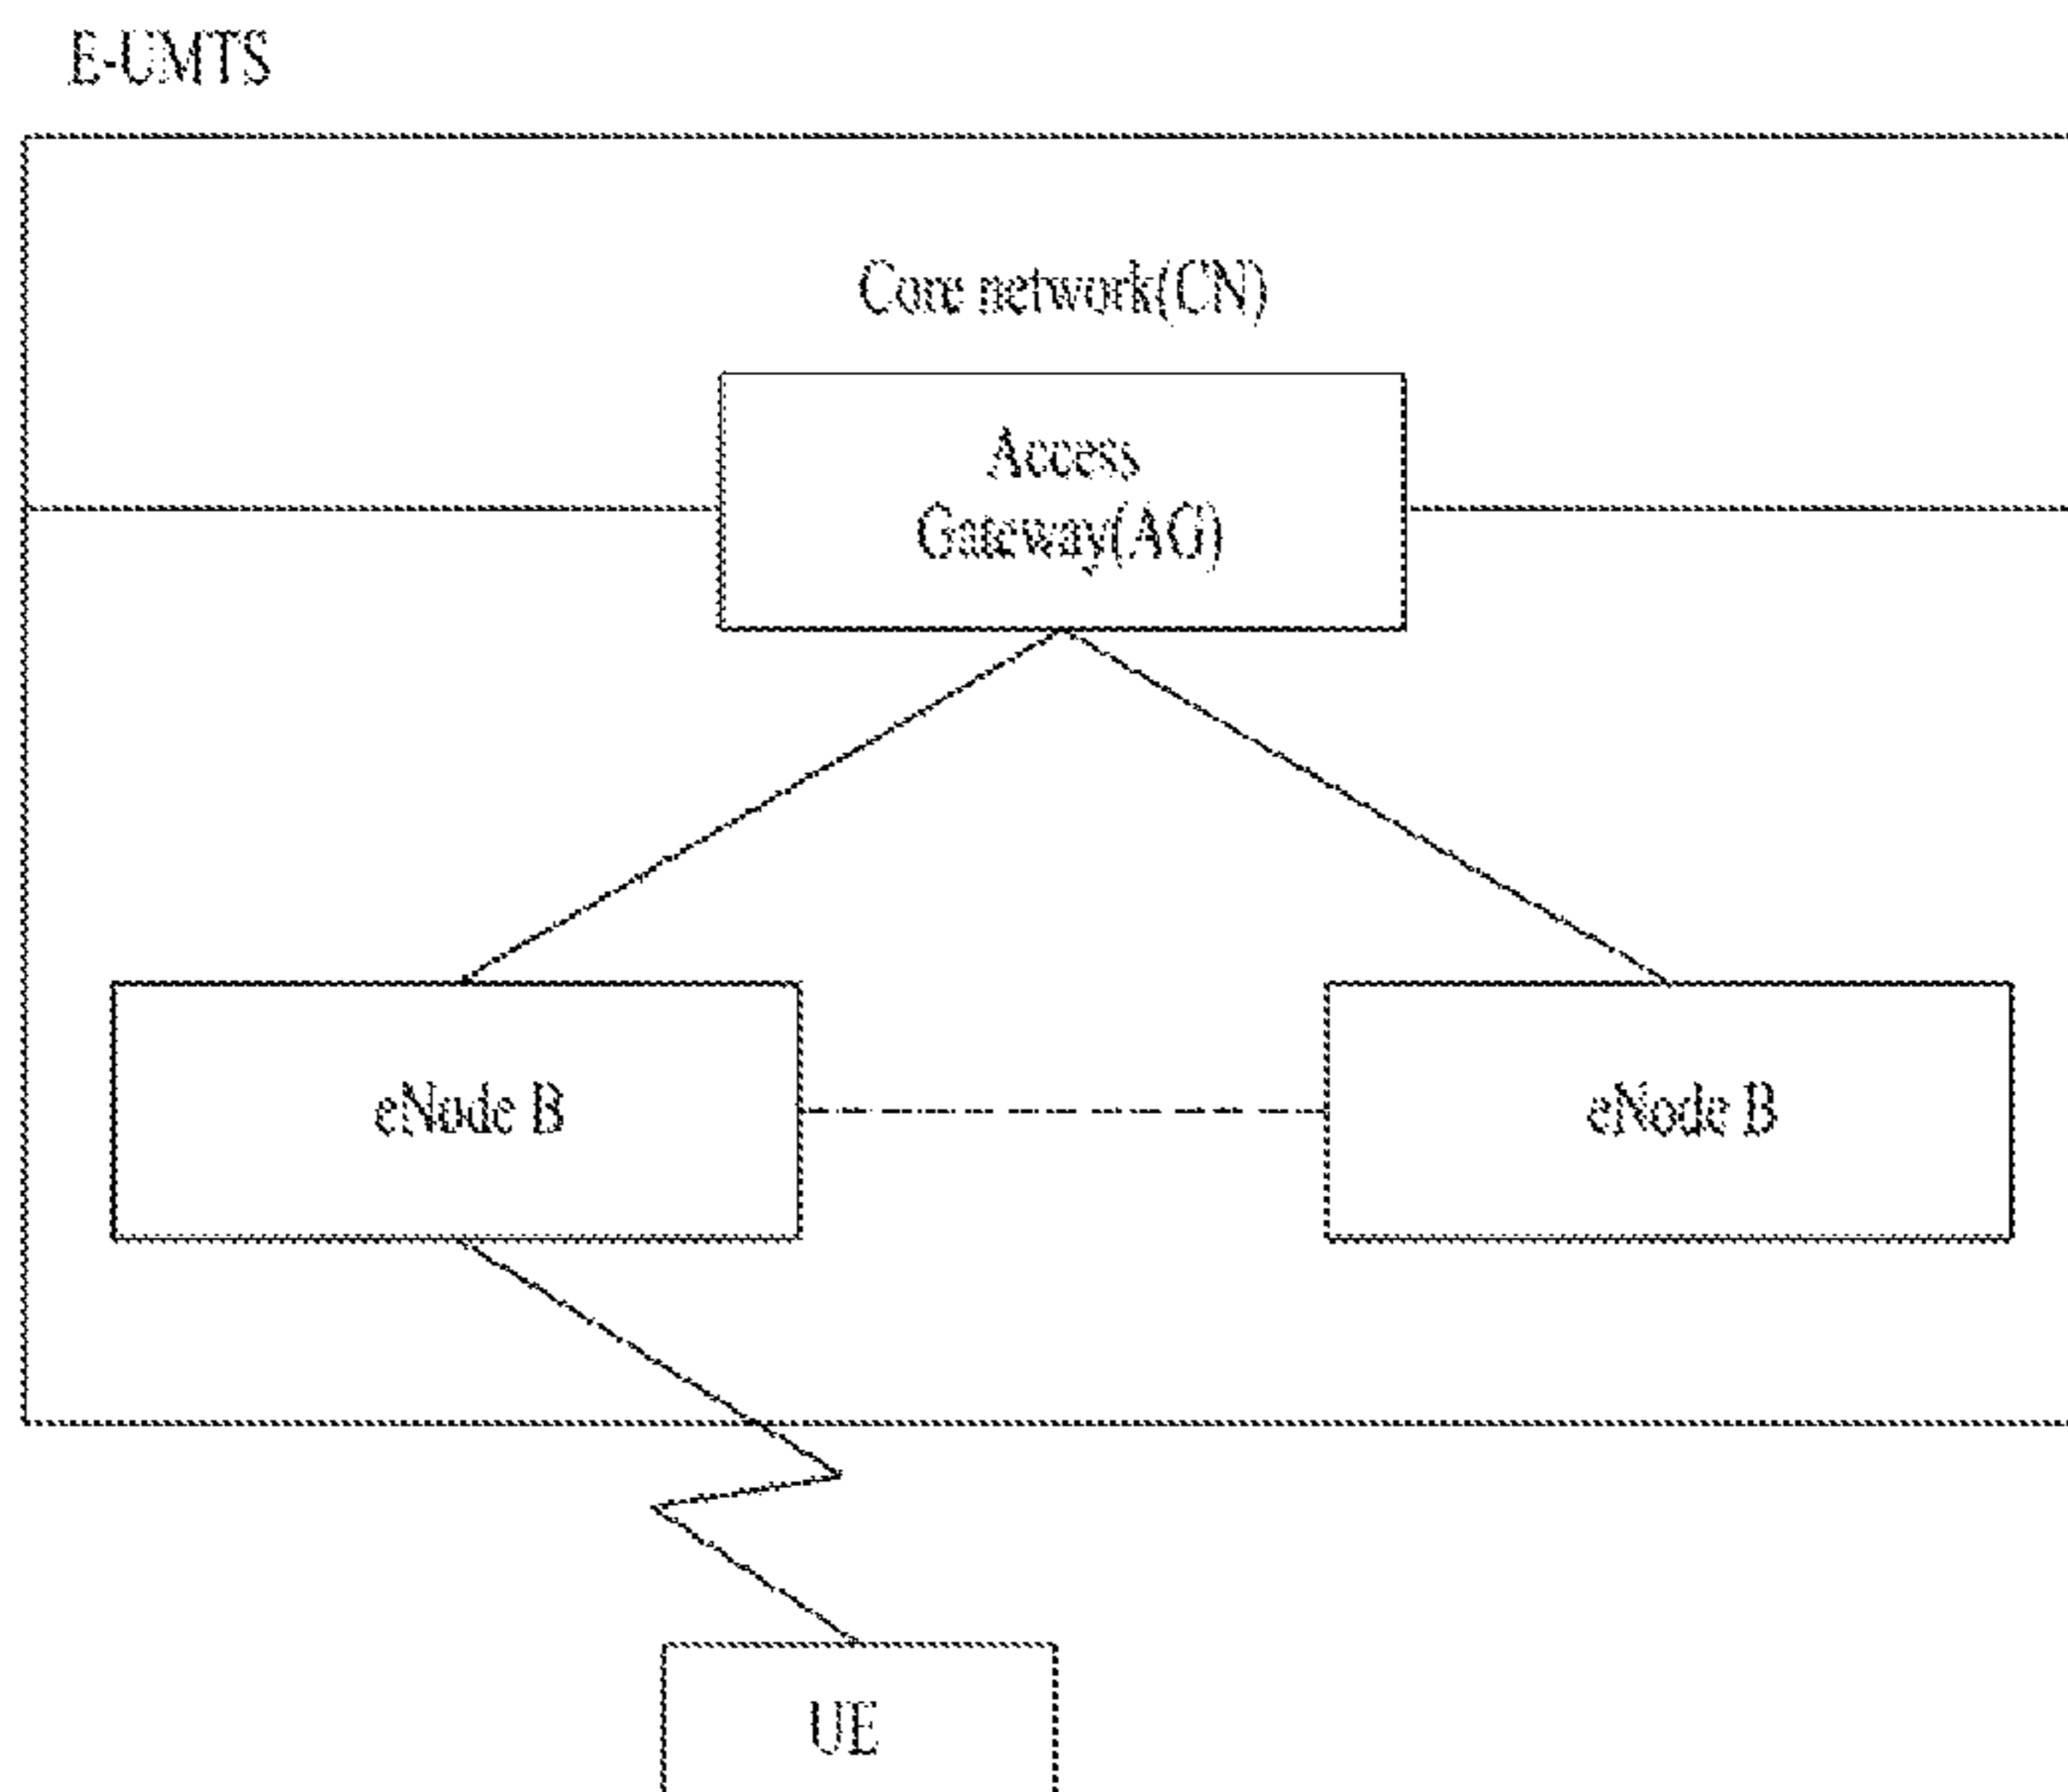 E-UMTS
Core network(CN)
Access
Gateway(AG)
eNode B
eNode B
UE